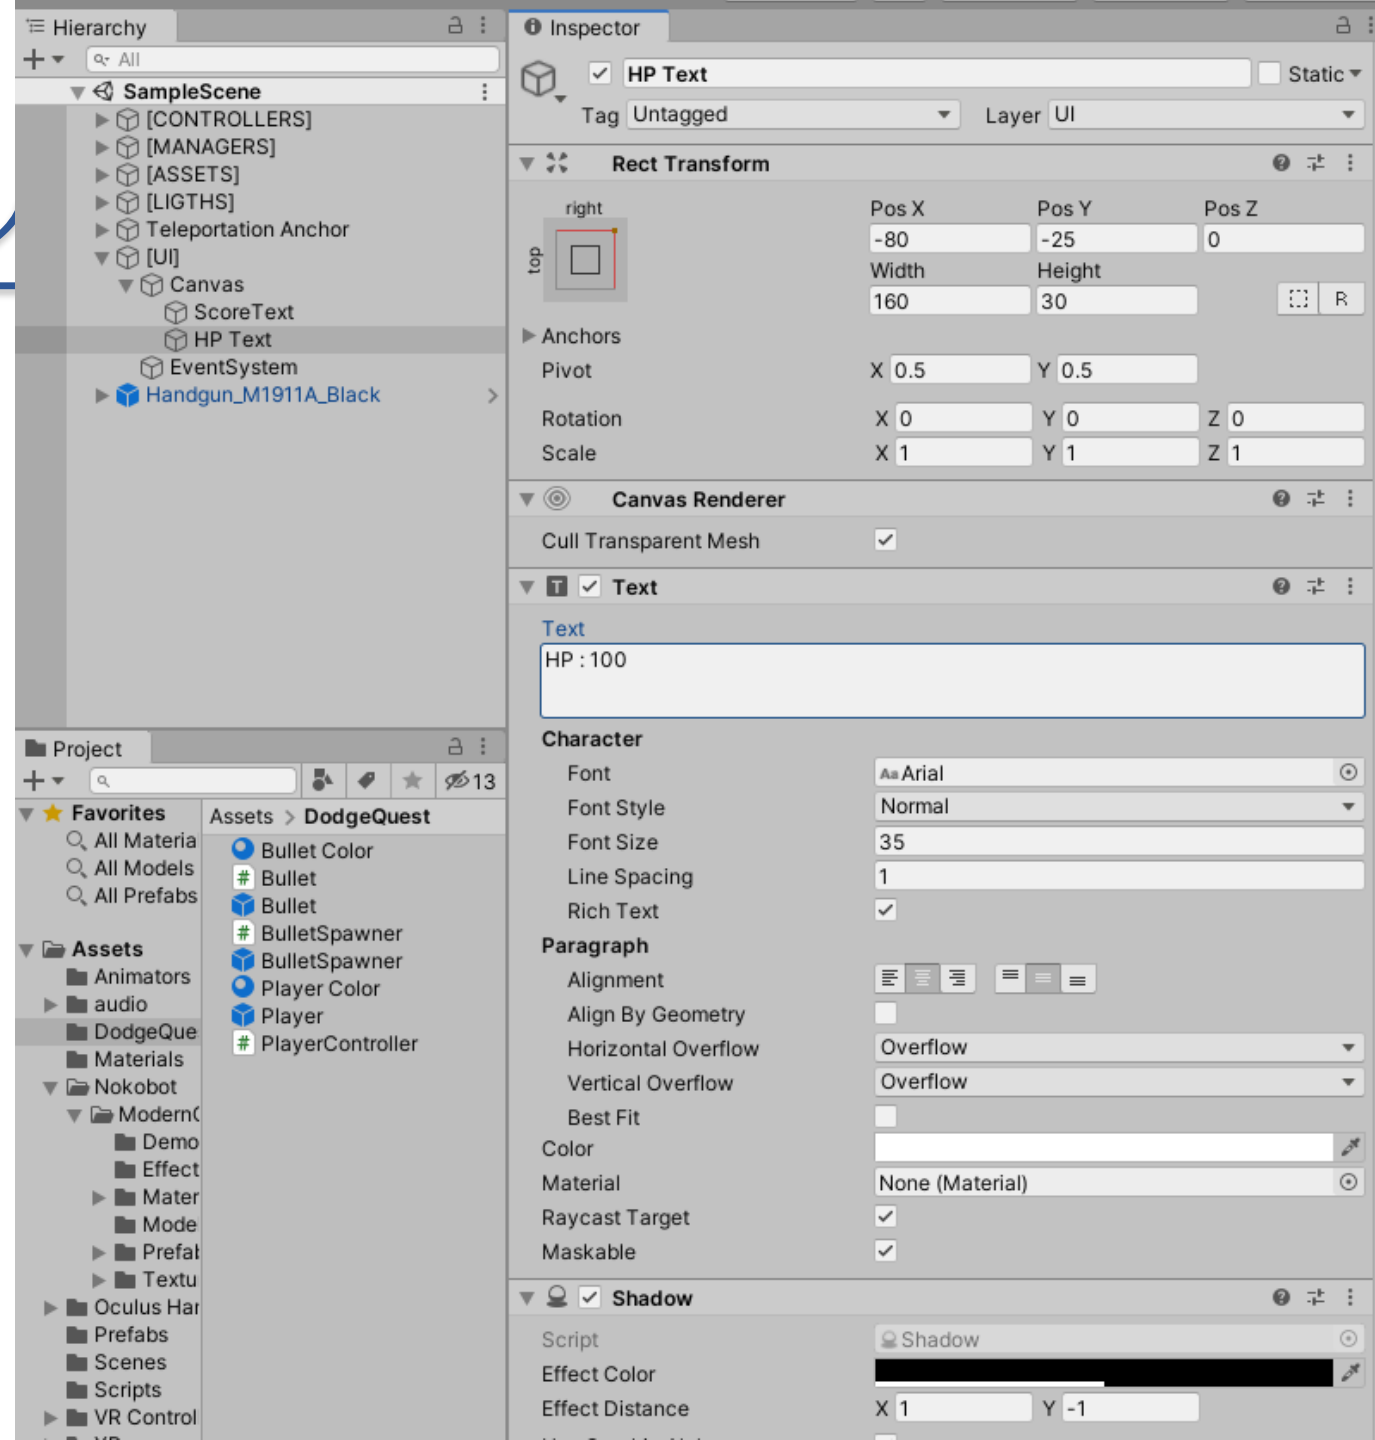 Hierarchy
All
SampleScene
[CONTROLLERS]
[MANAGERS]
[ASSETS]
[LIGTHS]
Teleportation Anchor
[UI]
Canvas
ScoreText
HP Text
EventSystem
Handgun_M1911A_Black
Inspector
HP Text
Static
Tag Untagged Layer UI
Rect Transform
right
top
Pos X Pos Y Pos Z
-80 -25 0
Width Height
160 30
R
Anchors
Pivot X 0.5 Y 0.5
Rotation X 0 Y 0 Z 0
Scale X 1 Y 1 Z 1
Canvas Renderer
Cull Transparent Mesh
Text
Text
HP : 100
Character
Font Aa Arial
Font Style Normal
Font Size 35
Line Spacing 1
Rich Text
Paragraph
Alignment
Align By Geometry
Horizontal Overflow Overflow
Vertical Overflow Overflow
Best Fit
Color
Material None (Material)
Raycast Target
Maskable
Shadow
Script Shadow
Effect Color
Effect Distance X 1 Y -1
Project
13
Favorites
All Materia
All Models
All Prefabs
Assets
Animators
audio
DodgeQue
Materials
Nokobot
Modern
Demo
Effect
Mater
Mode
Prefab
Textu
Oculus Har
Prefabs
Scenes
Scripts
VR Control
Assets > DodgeQuest
Bullet Color
# Bullet
Bullet
# BulletSpawner
BulletSpawner
Player Color
Player
# PlayerController